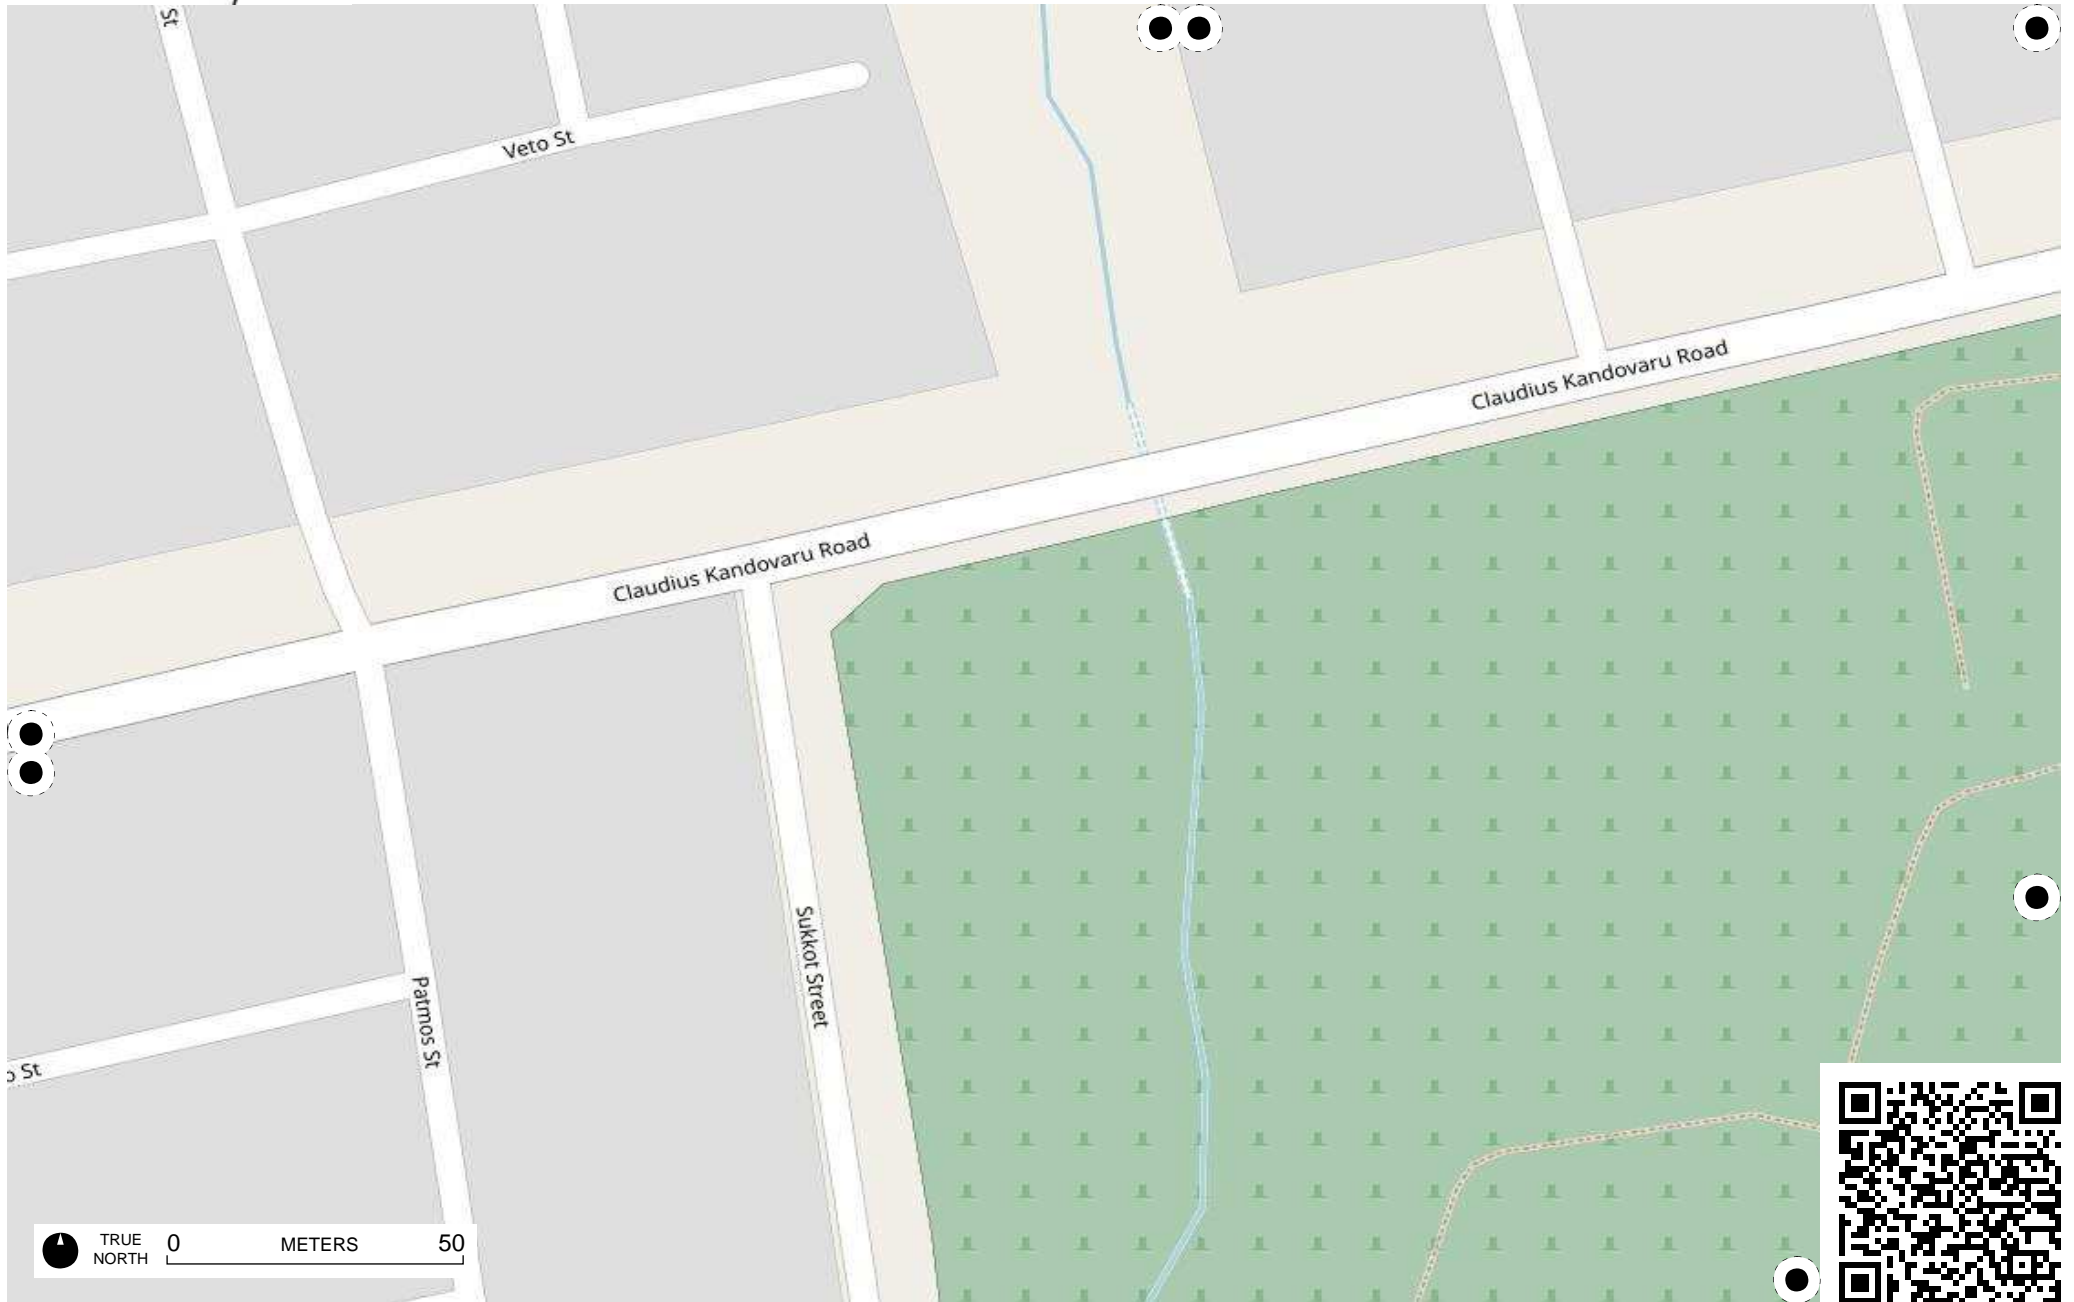 St
Veto St
Claudius Kandovaru Road
Claudius Kandovaru Road
Sukkot Street
Patmos St
o St
TRUE NORTH
0 METERS 50